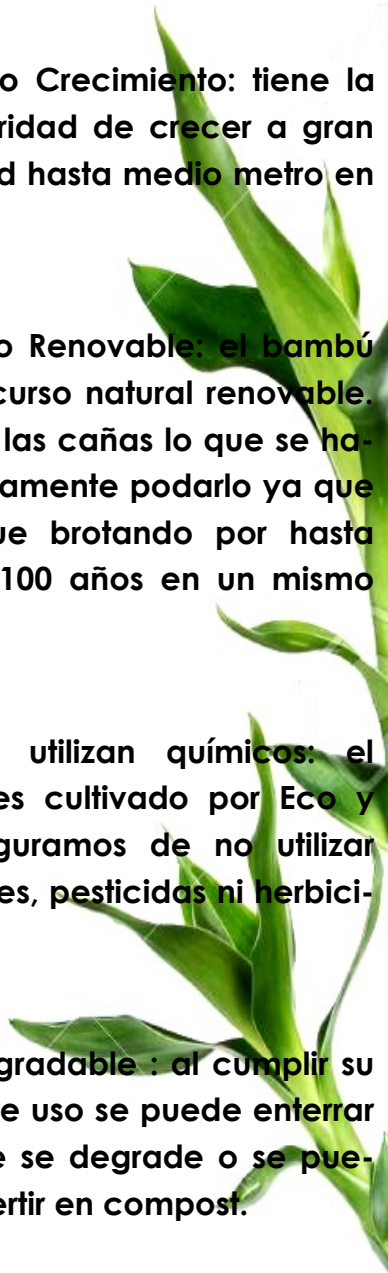 o Crecimiento: tiene la
ridad de crecer a gran
d hasta medio metro en
o Renovable: el bambú
curso natural renovable.
las cañas lo que se ha-
amente podarlo ya que
ue brotando por hasta
100 años en un mismo
utilizan químicos: el
es cultivado por Eco y
guramos de no utilizar
es, pesticidas ni herbici-
gradable : al cumplir su
e uso se puede enterrar
e se degrade o se pue-
ertir en compost.